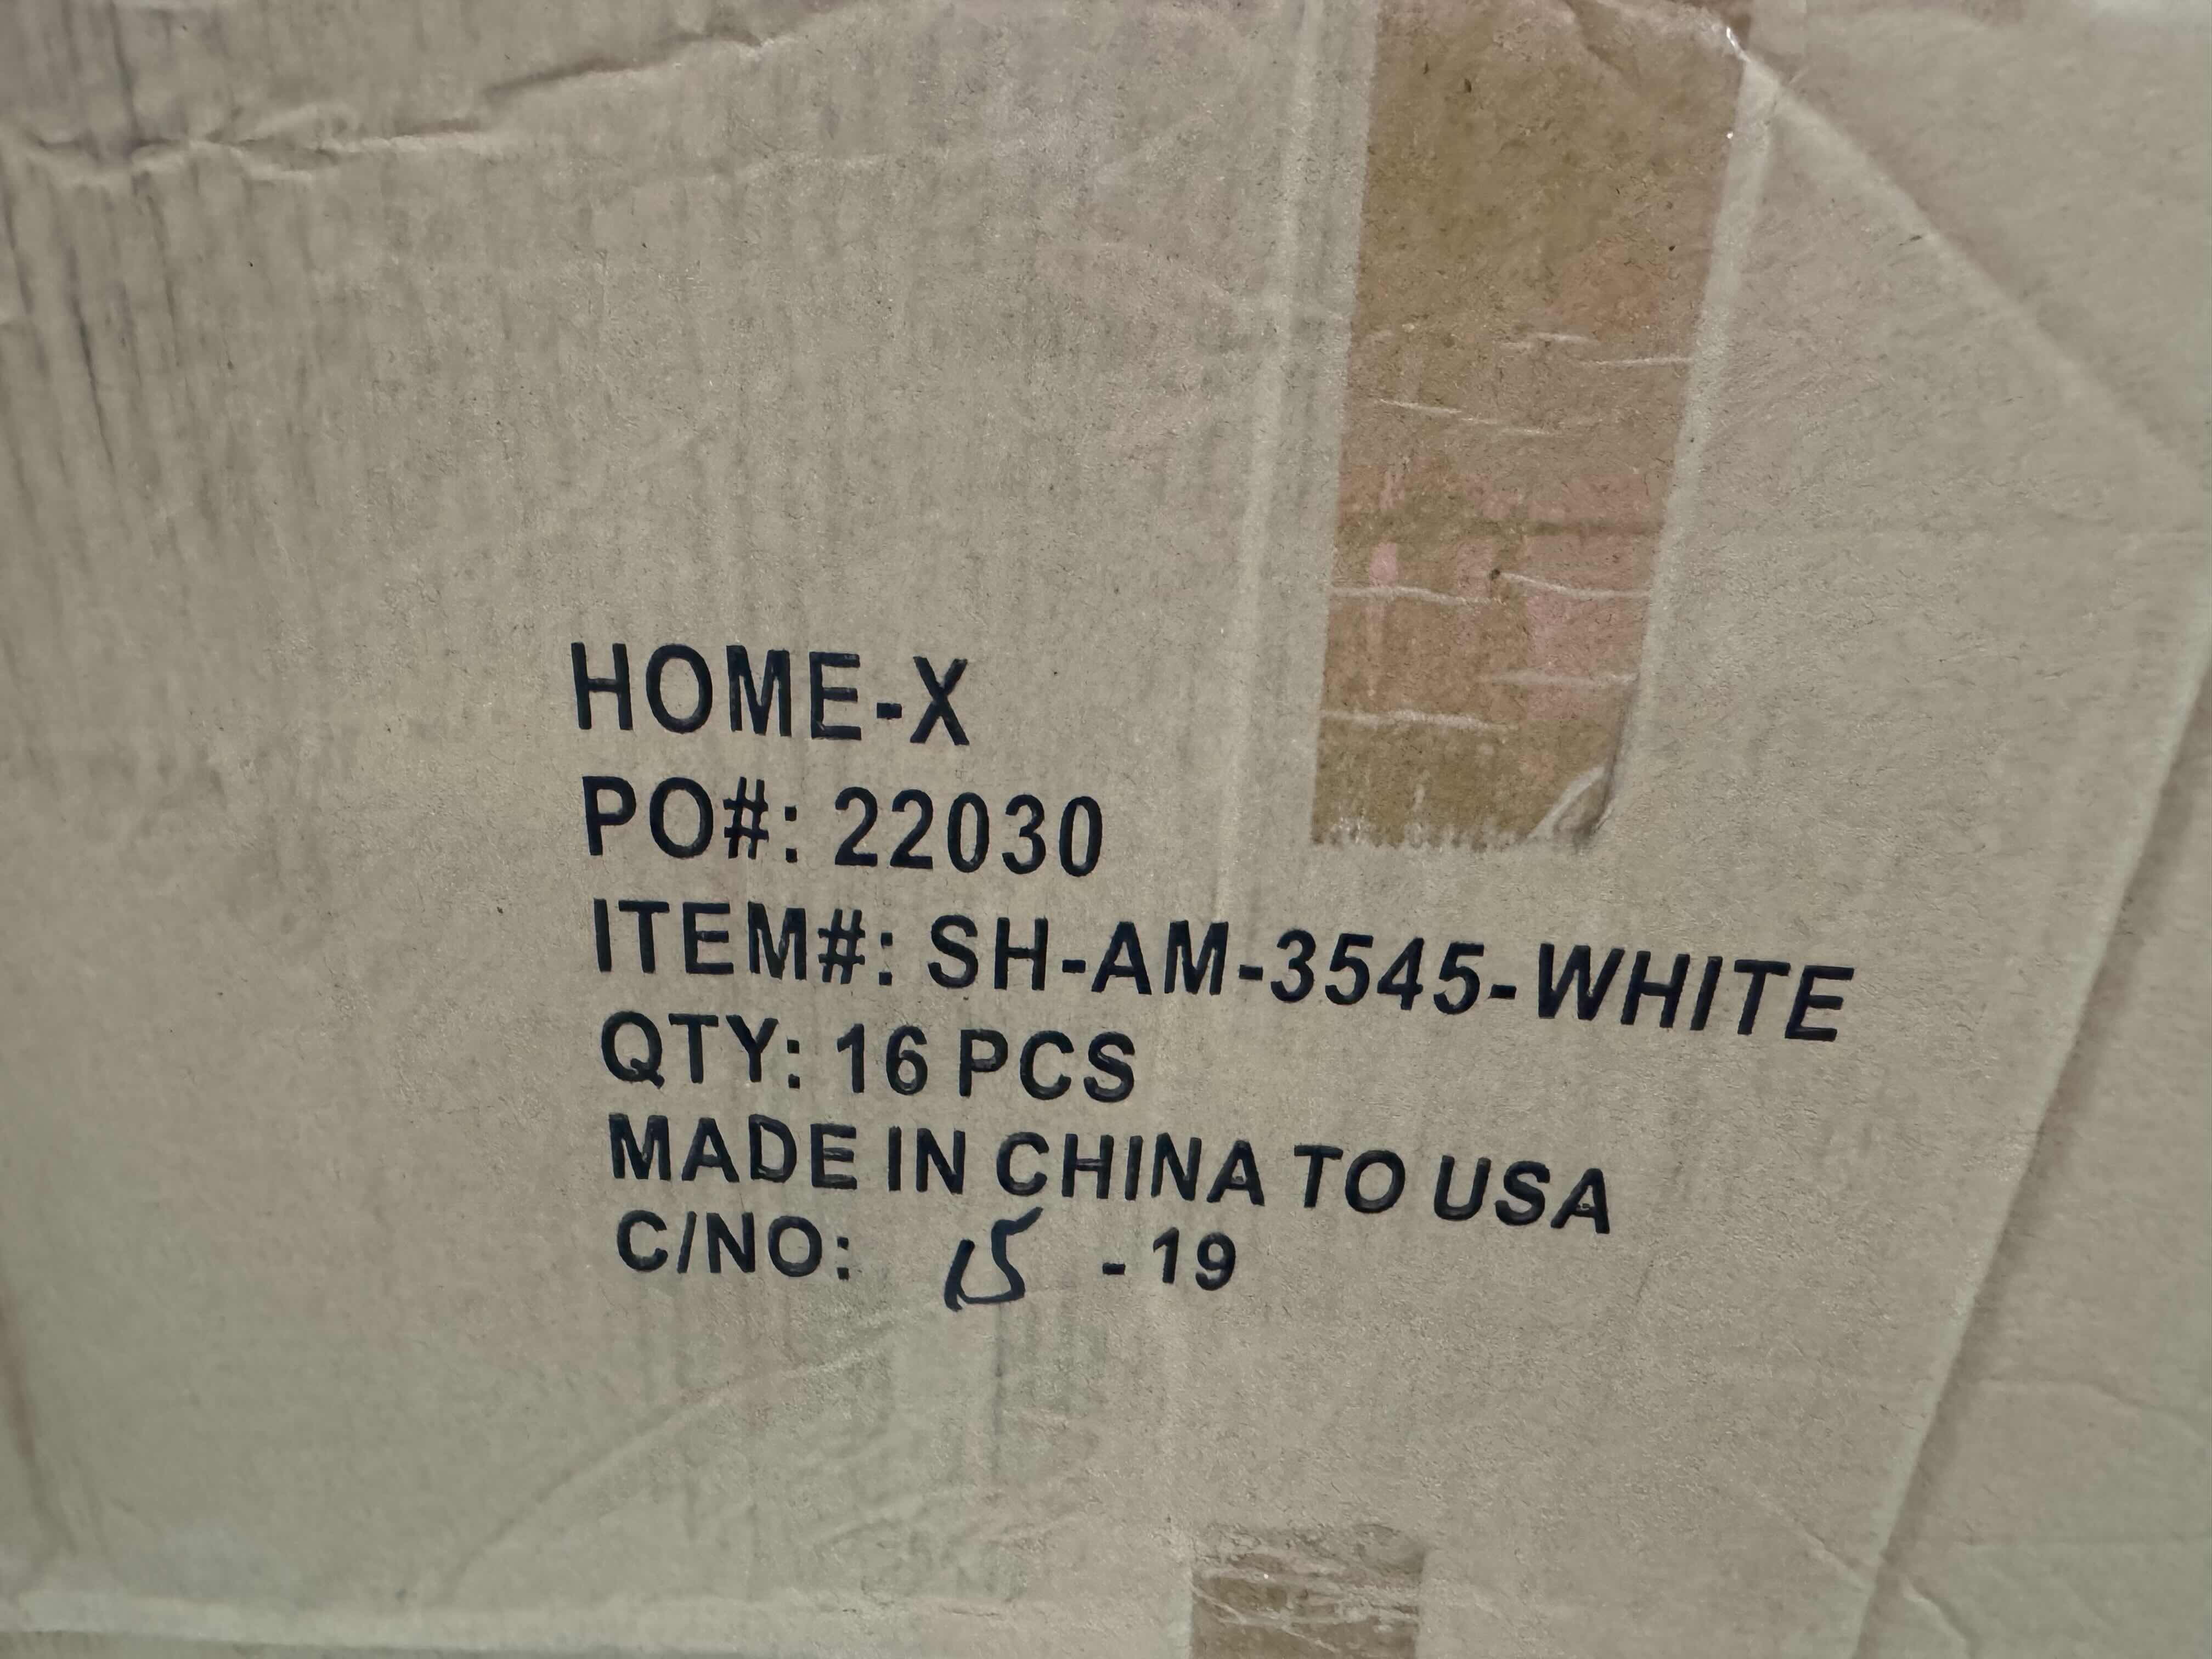 HOME-X
PO#: 22030
ITEM#: SH-AM-3545-WHITE
QTY: 16 PCS
MADE IN CHINA TO USA
C/NO: 15 -19